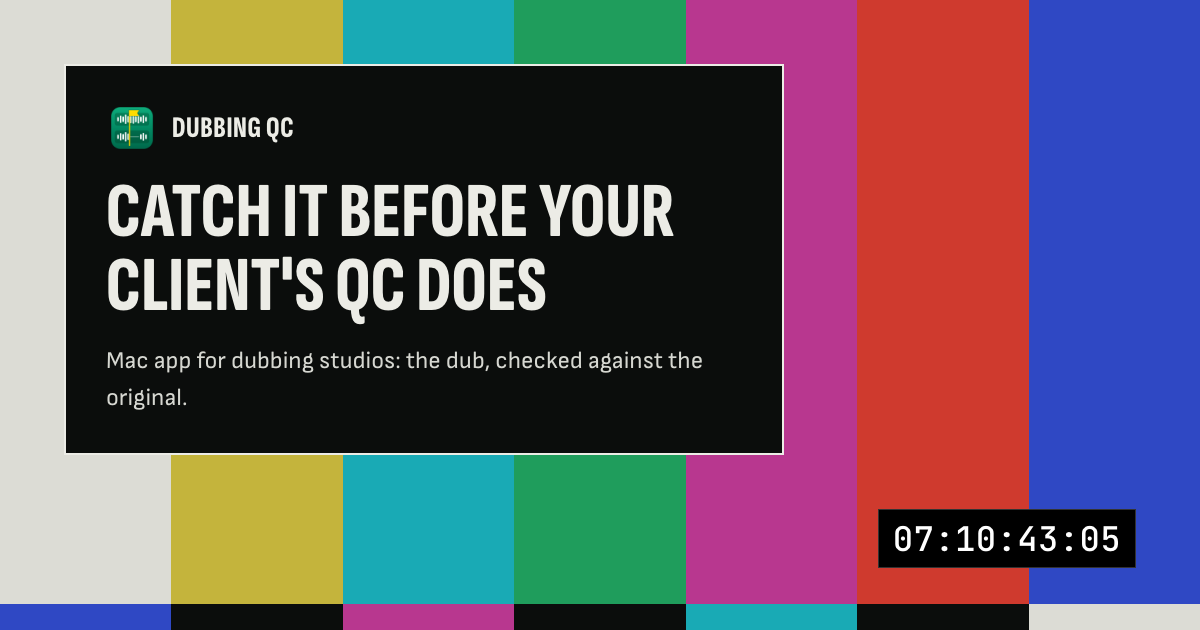 DUBBING QC
CATCH IT BEFORE YOUR
CLIENT'S QC DOES
Mac app for dubbing studios: the dub, checked against the
original.
07:10:43:05